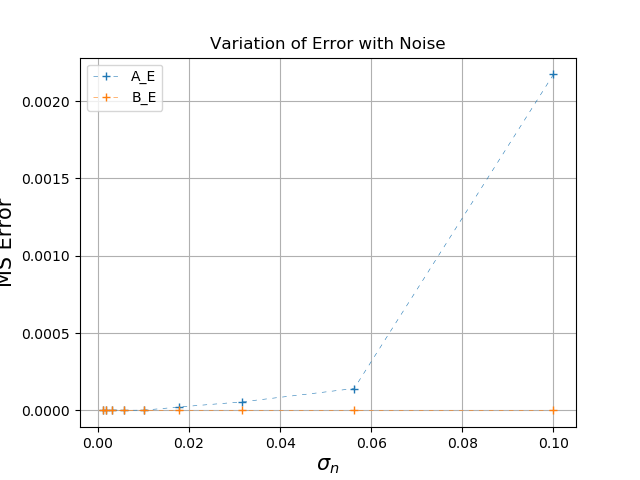 Variation of Error with Noise
A_E
B_E
0.0020
0.0015
0.0010
0.0005
0.0000
MS Error
0.00 0.02 0.04 0.06 0.08 0.10
σn